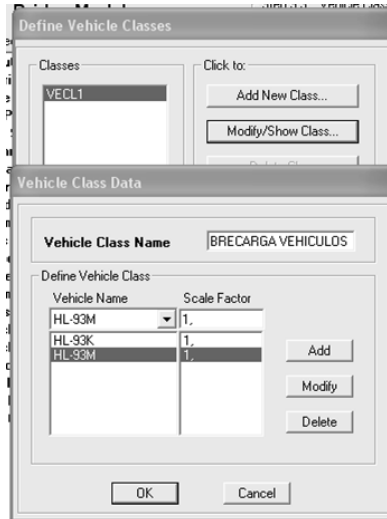 Define Vehicle Classes
Classes
Click to:
VECL1
Add New Class...
Modify/Show Class...
Vehicle Class Data
Vehicle Class Name
BRECARGA VEHICULOS
Define Vehicle Class
Vehicle Name
Scale Factor
HL-93M
1,
HL-93K
1,
HL-93M
1,
Add
Modify
Delete
OK
Cancel